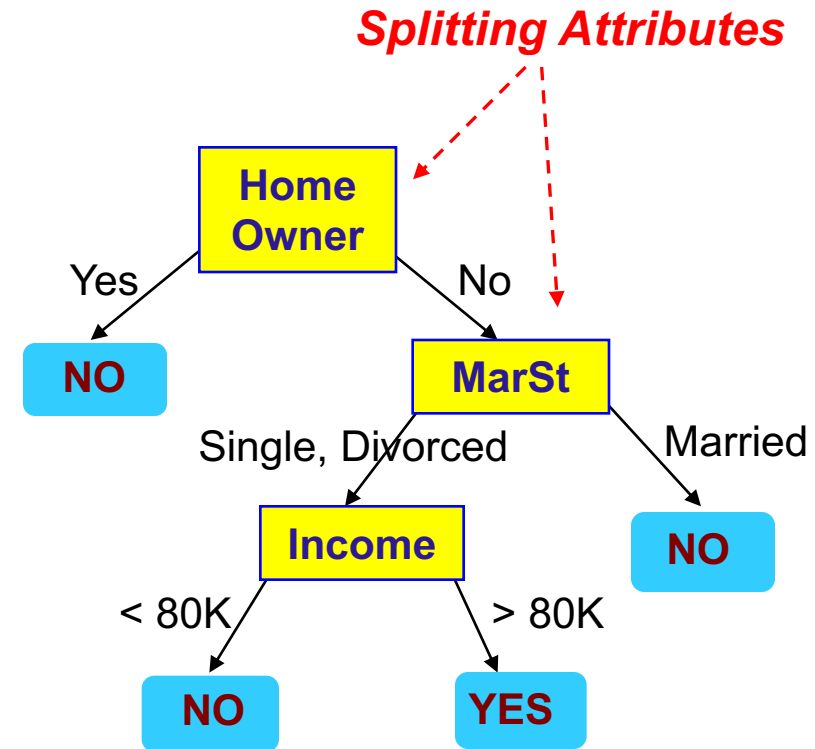 Splitting Attributes
Home
Owner
Yes
No
NO
MarSt
Single, Divorced
Married
Income
NO
< 80K
> 80K
NO
YES